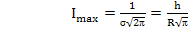 I_max = 1/(σ√2π) = h/(R√π)